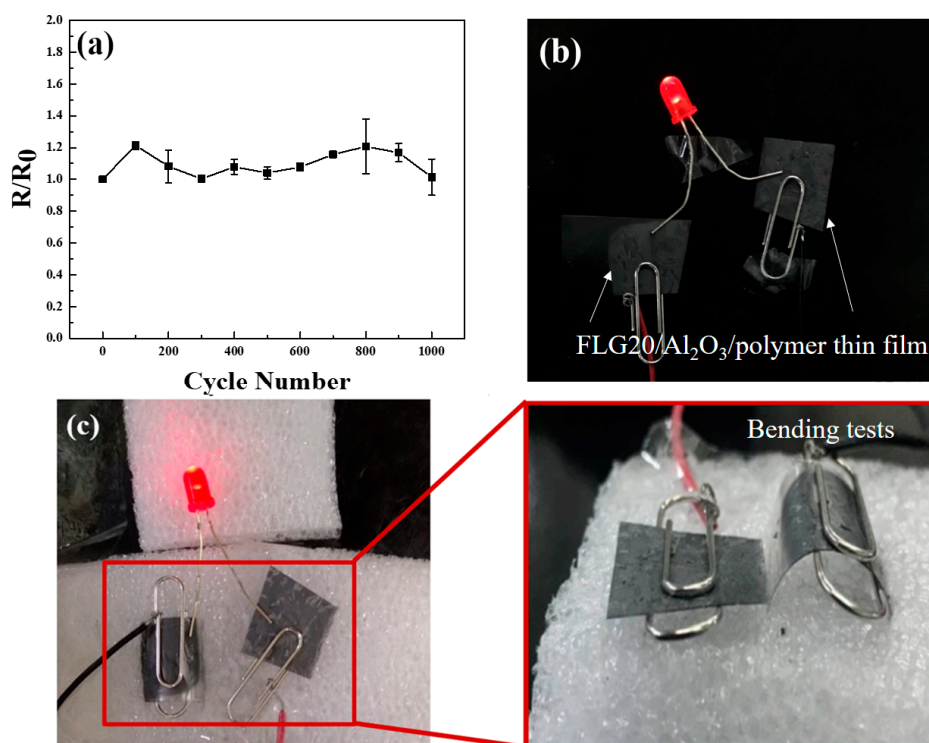 (a)
2.0
1.8
1.6
1.4
1.2
1.0
0.8
0.6
0.4
0.2
0.0
R/R0
0 200 400 600 800 1000
Cycle Number
(b)
FLG20/Al2O3/polymer thin film
(c)
Bending tests